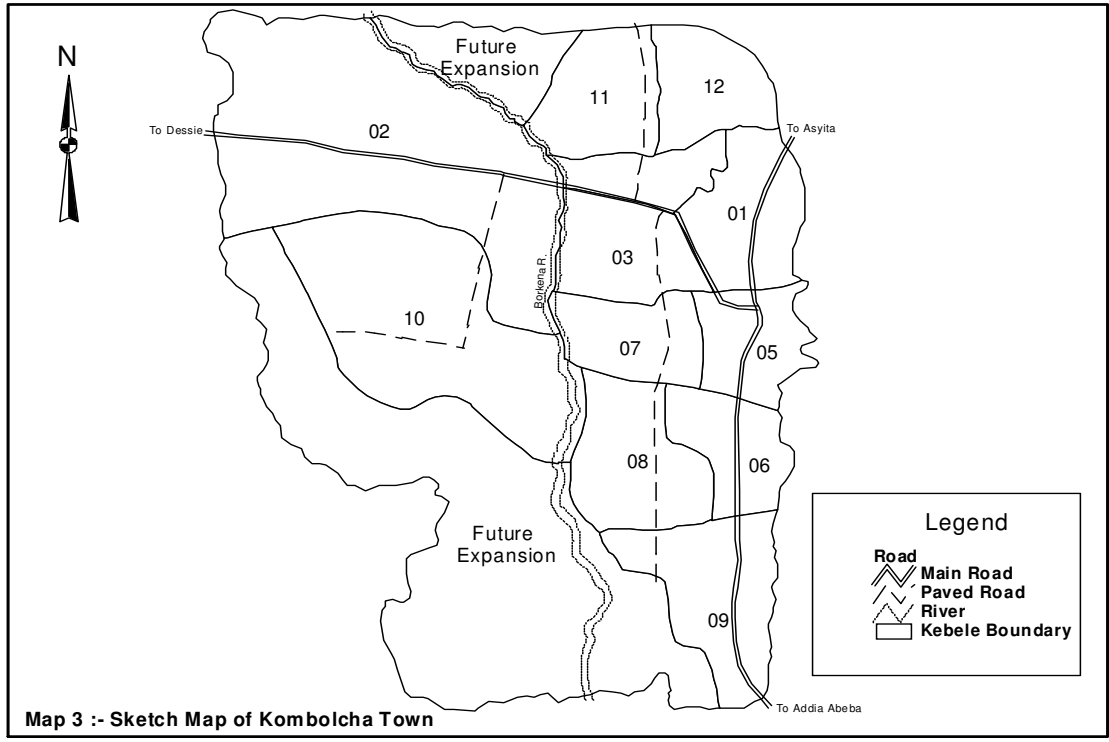 N
Future
Expansion
11
12
To Dessie
02
To Asyita
01
03
Borkena R.
10
07
05
08
06
Future
Expansion
09
Legend
Road
Main Road
Paved Road
River
Kebele Boundary
To Addia Abeba
Map 3 :- Sketch Map of Kombolcha Town